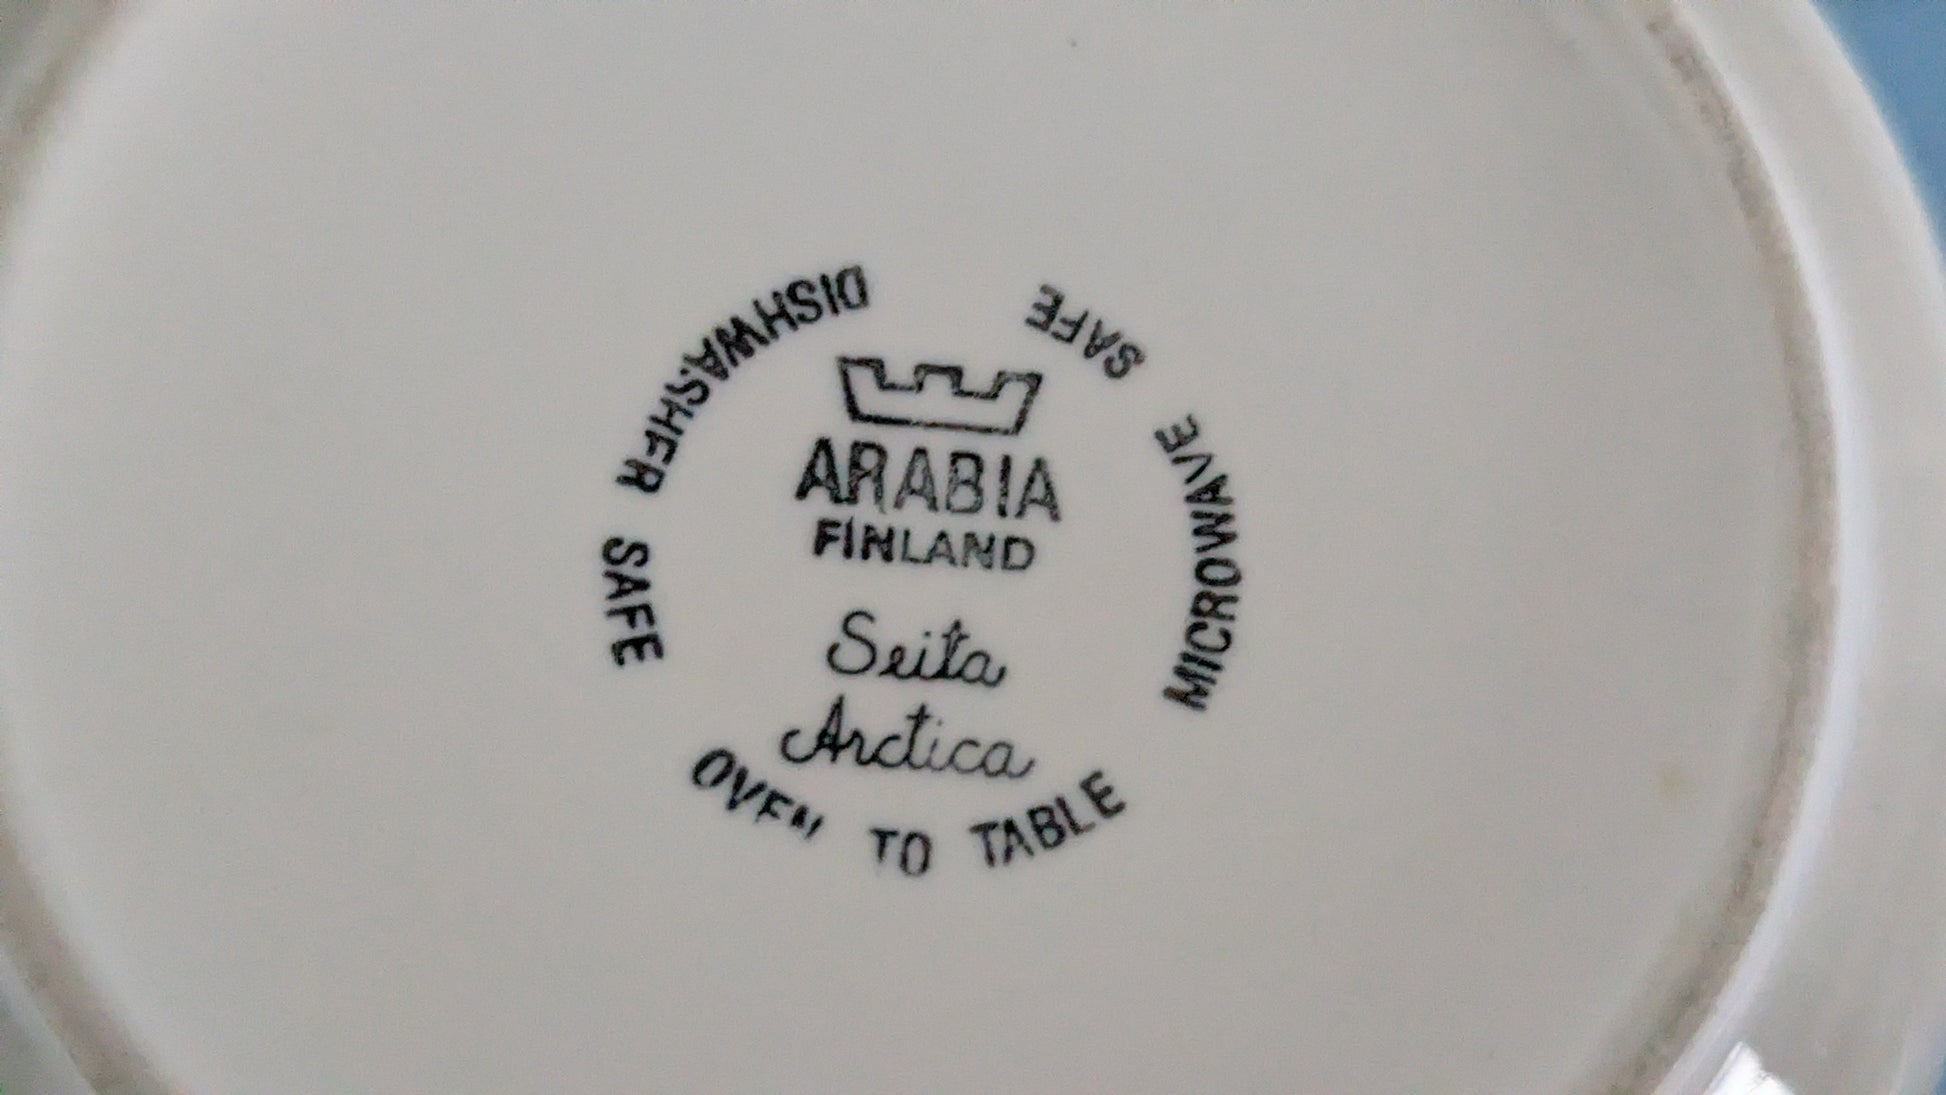 ARABIA
FINLAND
Seita
Arctica
DISHWASHER SAFE
OVEN TO TABLE
MICROWAVE SAFE